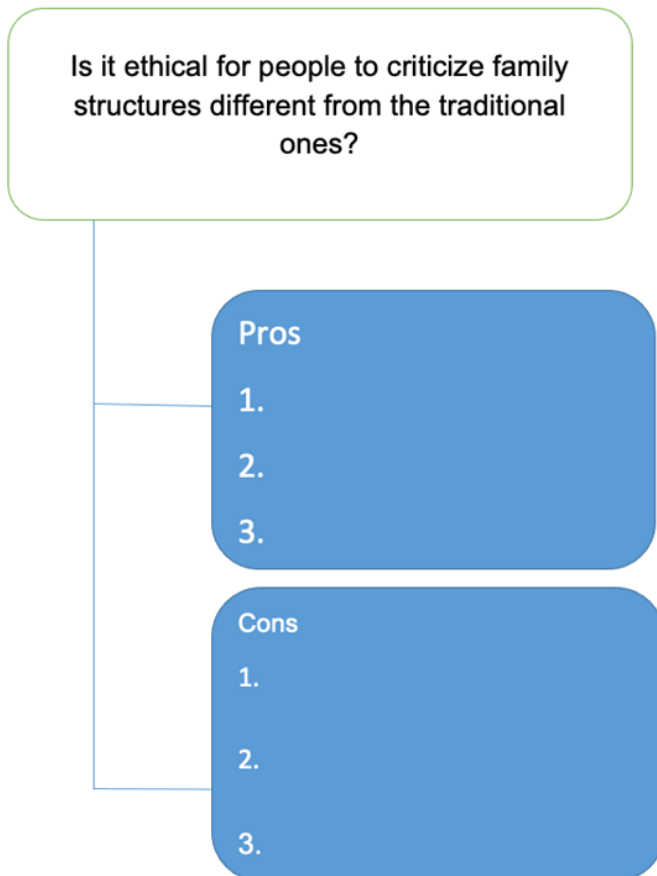 Is it ethical for people to criticize family
structures different from the traditional
ones?
Pros
1.
2.
3.
Cons
1.
2.
3.